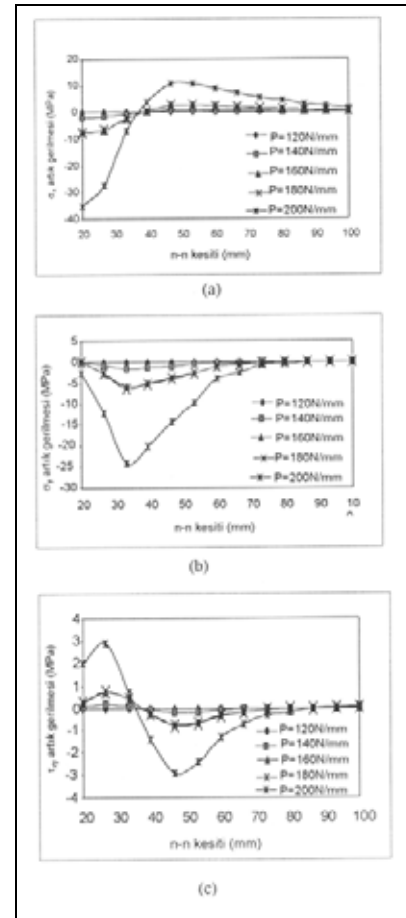 σx artık gerilmesi (MPa)
20
10
0
-10
-20
-30
-40
P=120N/mm
P=140N/mm
P=160N/mm
P=180N/mm
P=200N/mm
20 30 40 50 60 70 80 90 100
n-n kesiti (mm)
(a)
σy artık gerilmesi (MPa)
5
0
-5
-10
-15
-20
-25
-30
P=120N/mm
P=140N/mm
P=160N/mm
P=180N/mm
P=200N/mm
20 30 40 50 60 70 80 90 10
n-n kesiti (mm)
(b)
τxy artık gerilmesi (MPa)
4
3
2
1
0
-1
-2
-3
-4
P=120N/mm
P=140N/mm
P=160N/mm
P=180N/mm
P=200N/mm
20 30 40 50 60 70 80 90 100
n-n kesiti (mm)
(c)